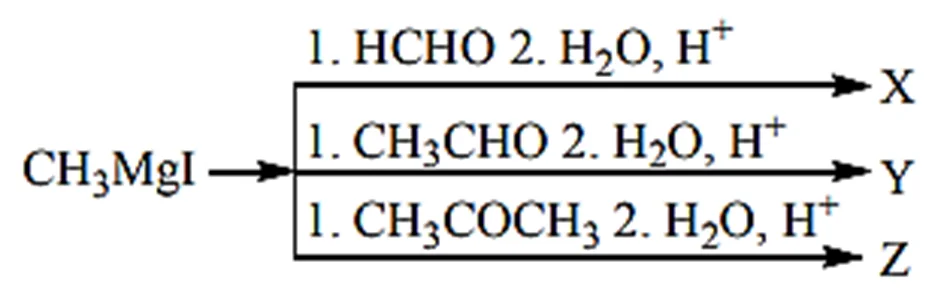 1. HCHO 2. H₂O, H⁺
X
1. CH₃CHO 2. H₂O, H⁺
CH₃MgI
Y
1. CH₃COCH₃ 2. H₂O, H⁺
Z